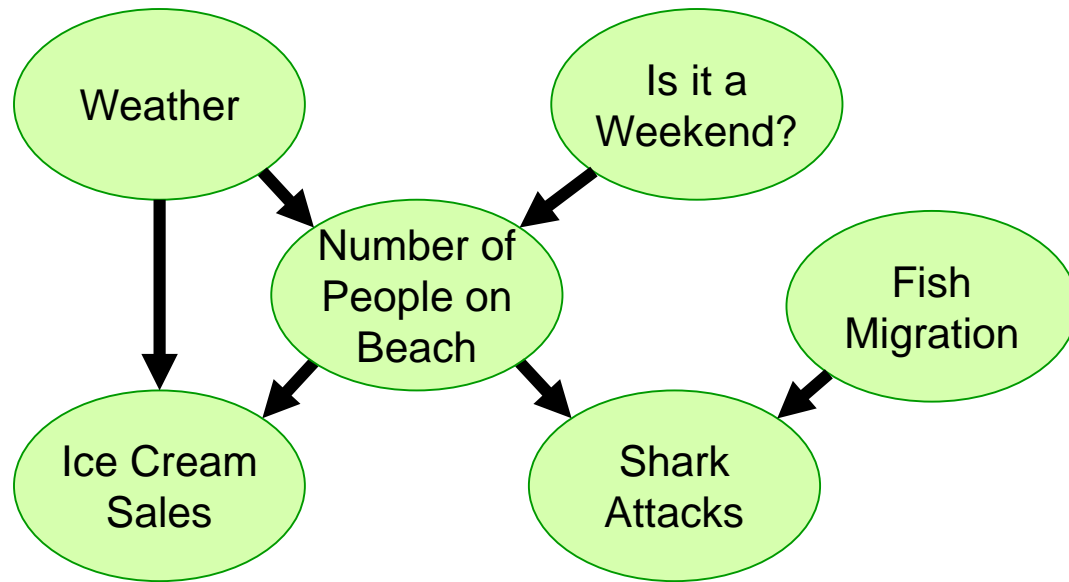 Weather
Is it a
Weekend?
Number of
People on
Beach
Fish
Migration
Ice Cream
Sales
Shark
Attacks